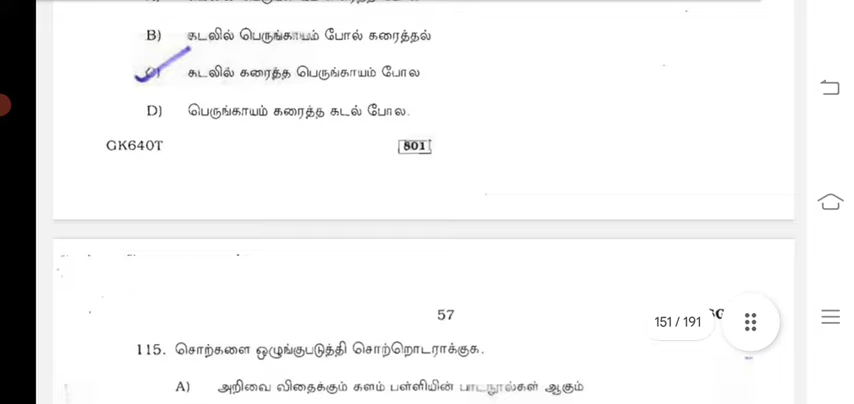 B) கடலில் பெருங்காயம் போல் கரைத்தல்
C) கடலில் கரைத்த பெருங்காயம் போல
D) பெருங்காயம் கரைத்த கடல் போல.
GK640T 801
57
151 / 191
115. சொற்களை ஒழுங்குபடுத்தி சொற்றொடராக்குக.
A) அறிவை விதைக்கும் களம் பள்ளியின் பாடநூல்கள் ஆகும்